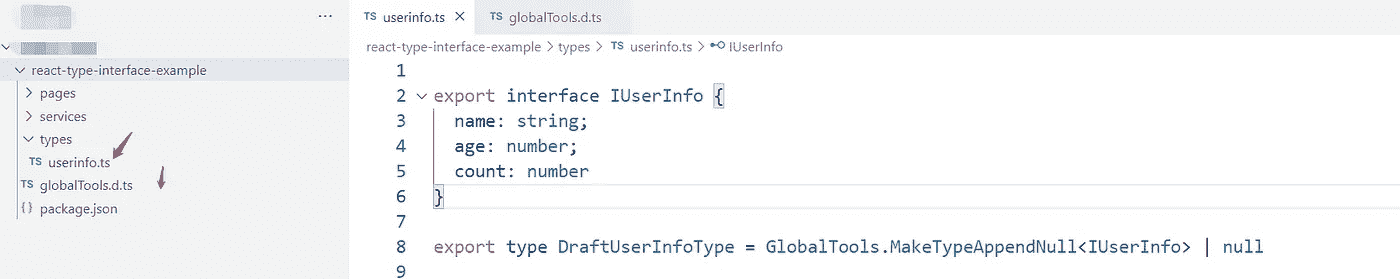 ...
react-type-interface-example
pages
services
types
TS userinfo.ts
TS globalTools.d.ts
{} package.json
TS userinfo.ts × TS globalTools.d.ts
react-type-interface-example > types > TS userinfo.ts > IUserInfo
1
2 export interface IUserInfo {
3 name: string;
4 age: number;
5 count: number
6 }
7
8 export type DraftUserInfoType = GlobalTools.MakeTypeAppendNull<IUserInfo> | null
9